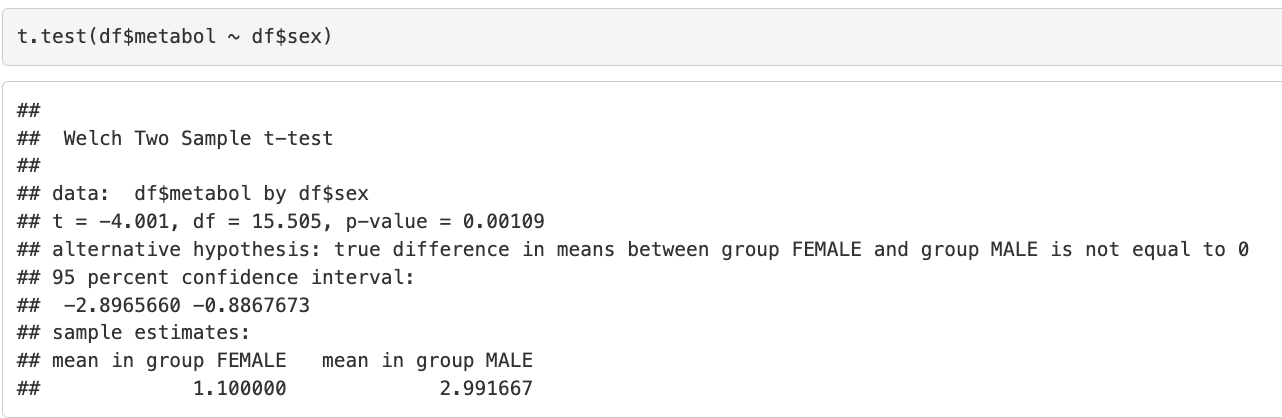 t.test(df$metabol ~ df$sex)
##
##  Welch Two Sample t-test
##
## data:  df$metabol by df$sex
## t = -4.001, df = 15.505, p-value = 0.00109
## alternative hypothesis: true difference in means between group FEMALE and group MALE is not equal to 0
## 95 percent confidence interval:
##  -2.8965660 -0.8867673
## sample estimates:
## mean in group FEMALE   mean in group MALE
##             1.100000             2.991667